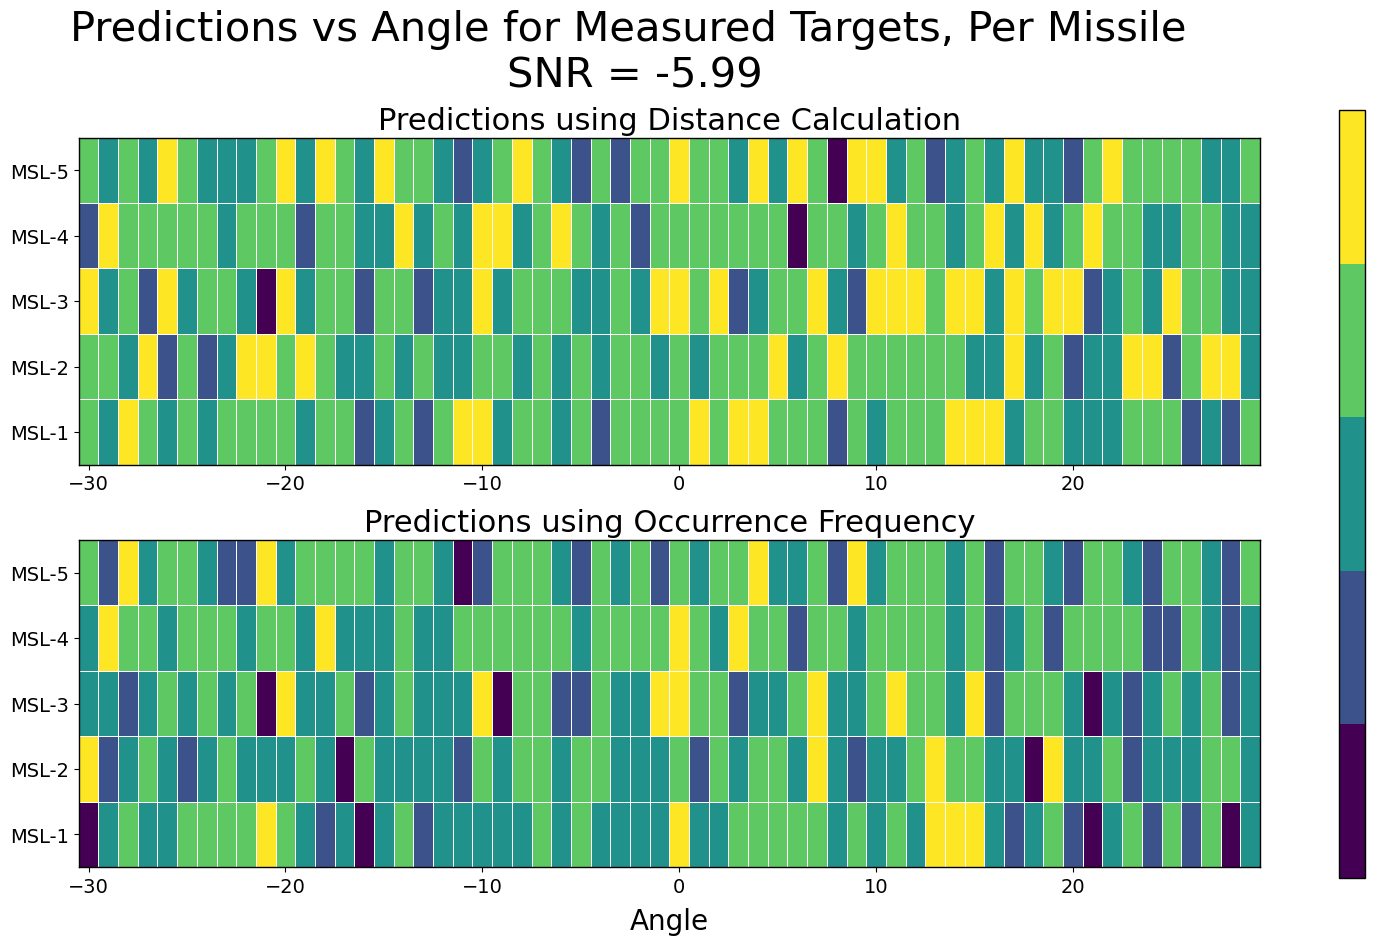 Predictions vs Angle for Measured Targets, Per Missile
SNR = -5.99
Predictions using Distance Calculation
MSL-5
MSL-4
MSL-3
MSL-2
MSL-1
−30 −20 −10 0 10 20
Predictions using Occurrence Frequency
MSL-5
MSL-4
MSL-3
MSL-2
MSL-1
−30 −20 −10 0 10 20
Angle